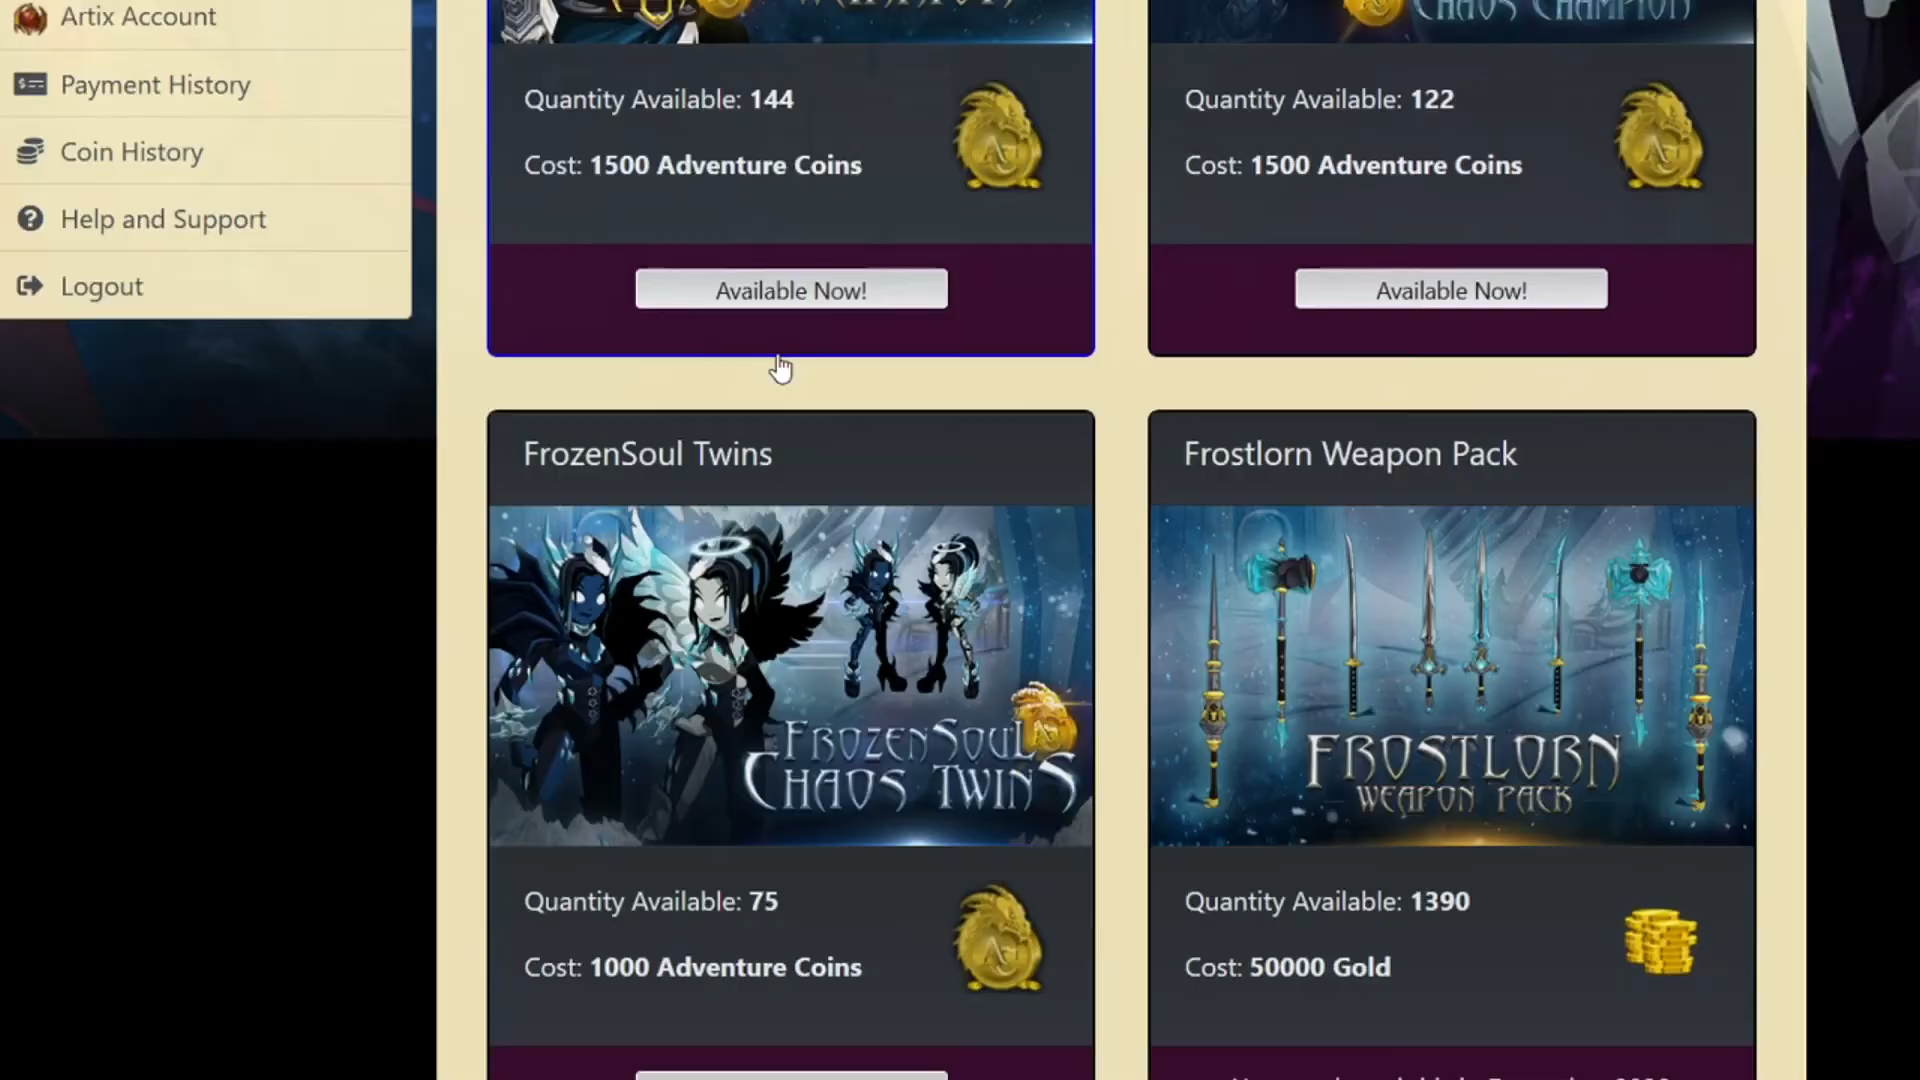 Artix Account
Payment History
Coin History
Help and Support
Logout
CHAOS CHAMPION
Quantity Available: 144
Cost: 1500 Adventure Coins
Available Now!
Quantity Available: 122
Cost: 1500 Adventure Coins
Available Now!
FrozenSoul Twins
FROZENSOUL
CHAOS TWINS
Quantity Available: 75
Cost: 1000 Adventure Coins
Frostlorn Weapon Pack
FROSTLORN
WEAPON PACK
Quantity Available: 1390
Cost: 50000 Gold